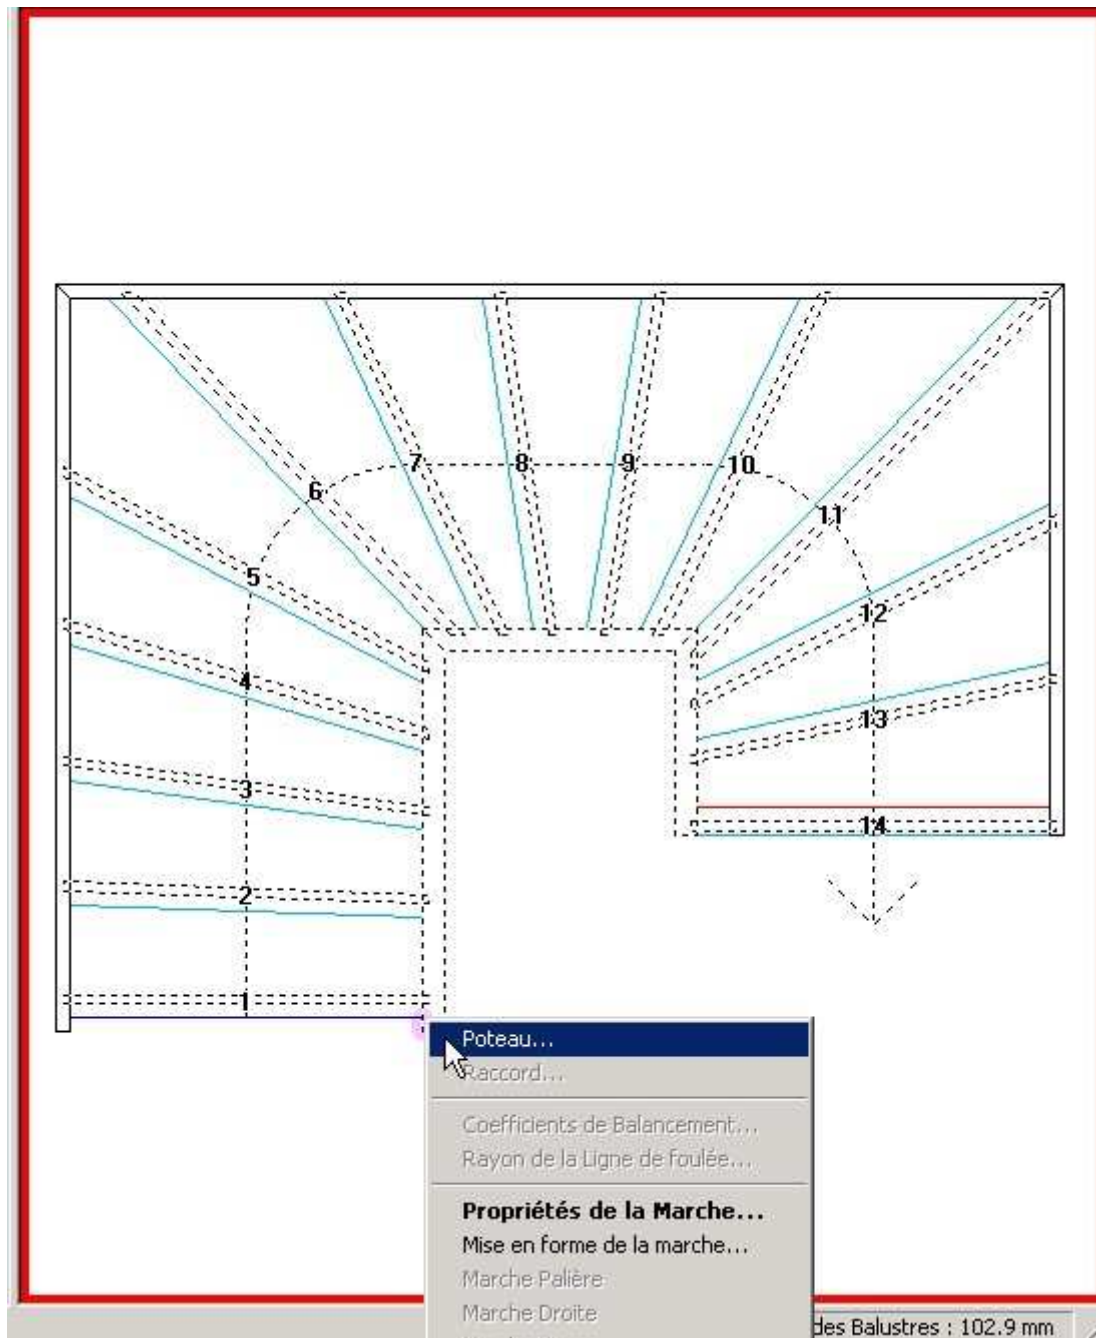 7
8
9
10
6
11
5
12
4
13
3
14
2
1
Poteau...
Raccord...
Coefficients de Balancement...
Rayon de la Ligne de foulée...
Propriétés de la Marche...
Mise en forme de la marche...
Marche Palière
Marche Droite
des Balustres : 102.9 mm